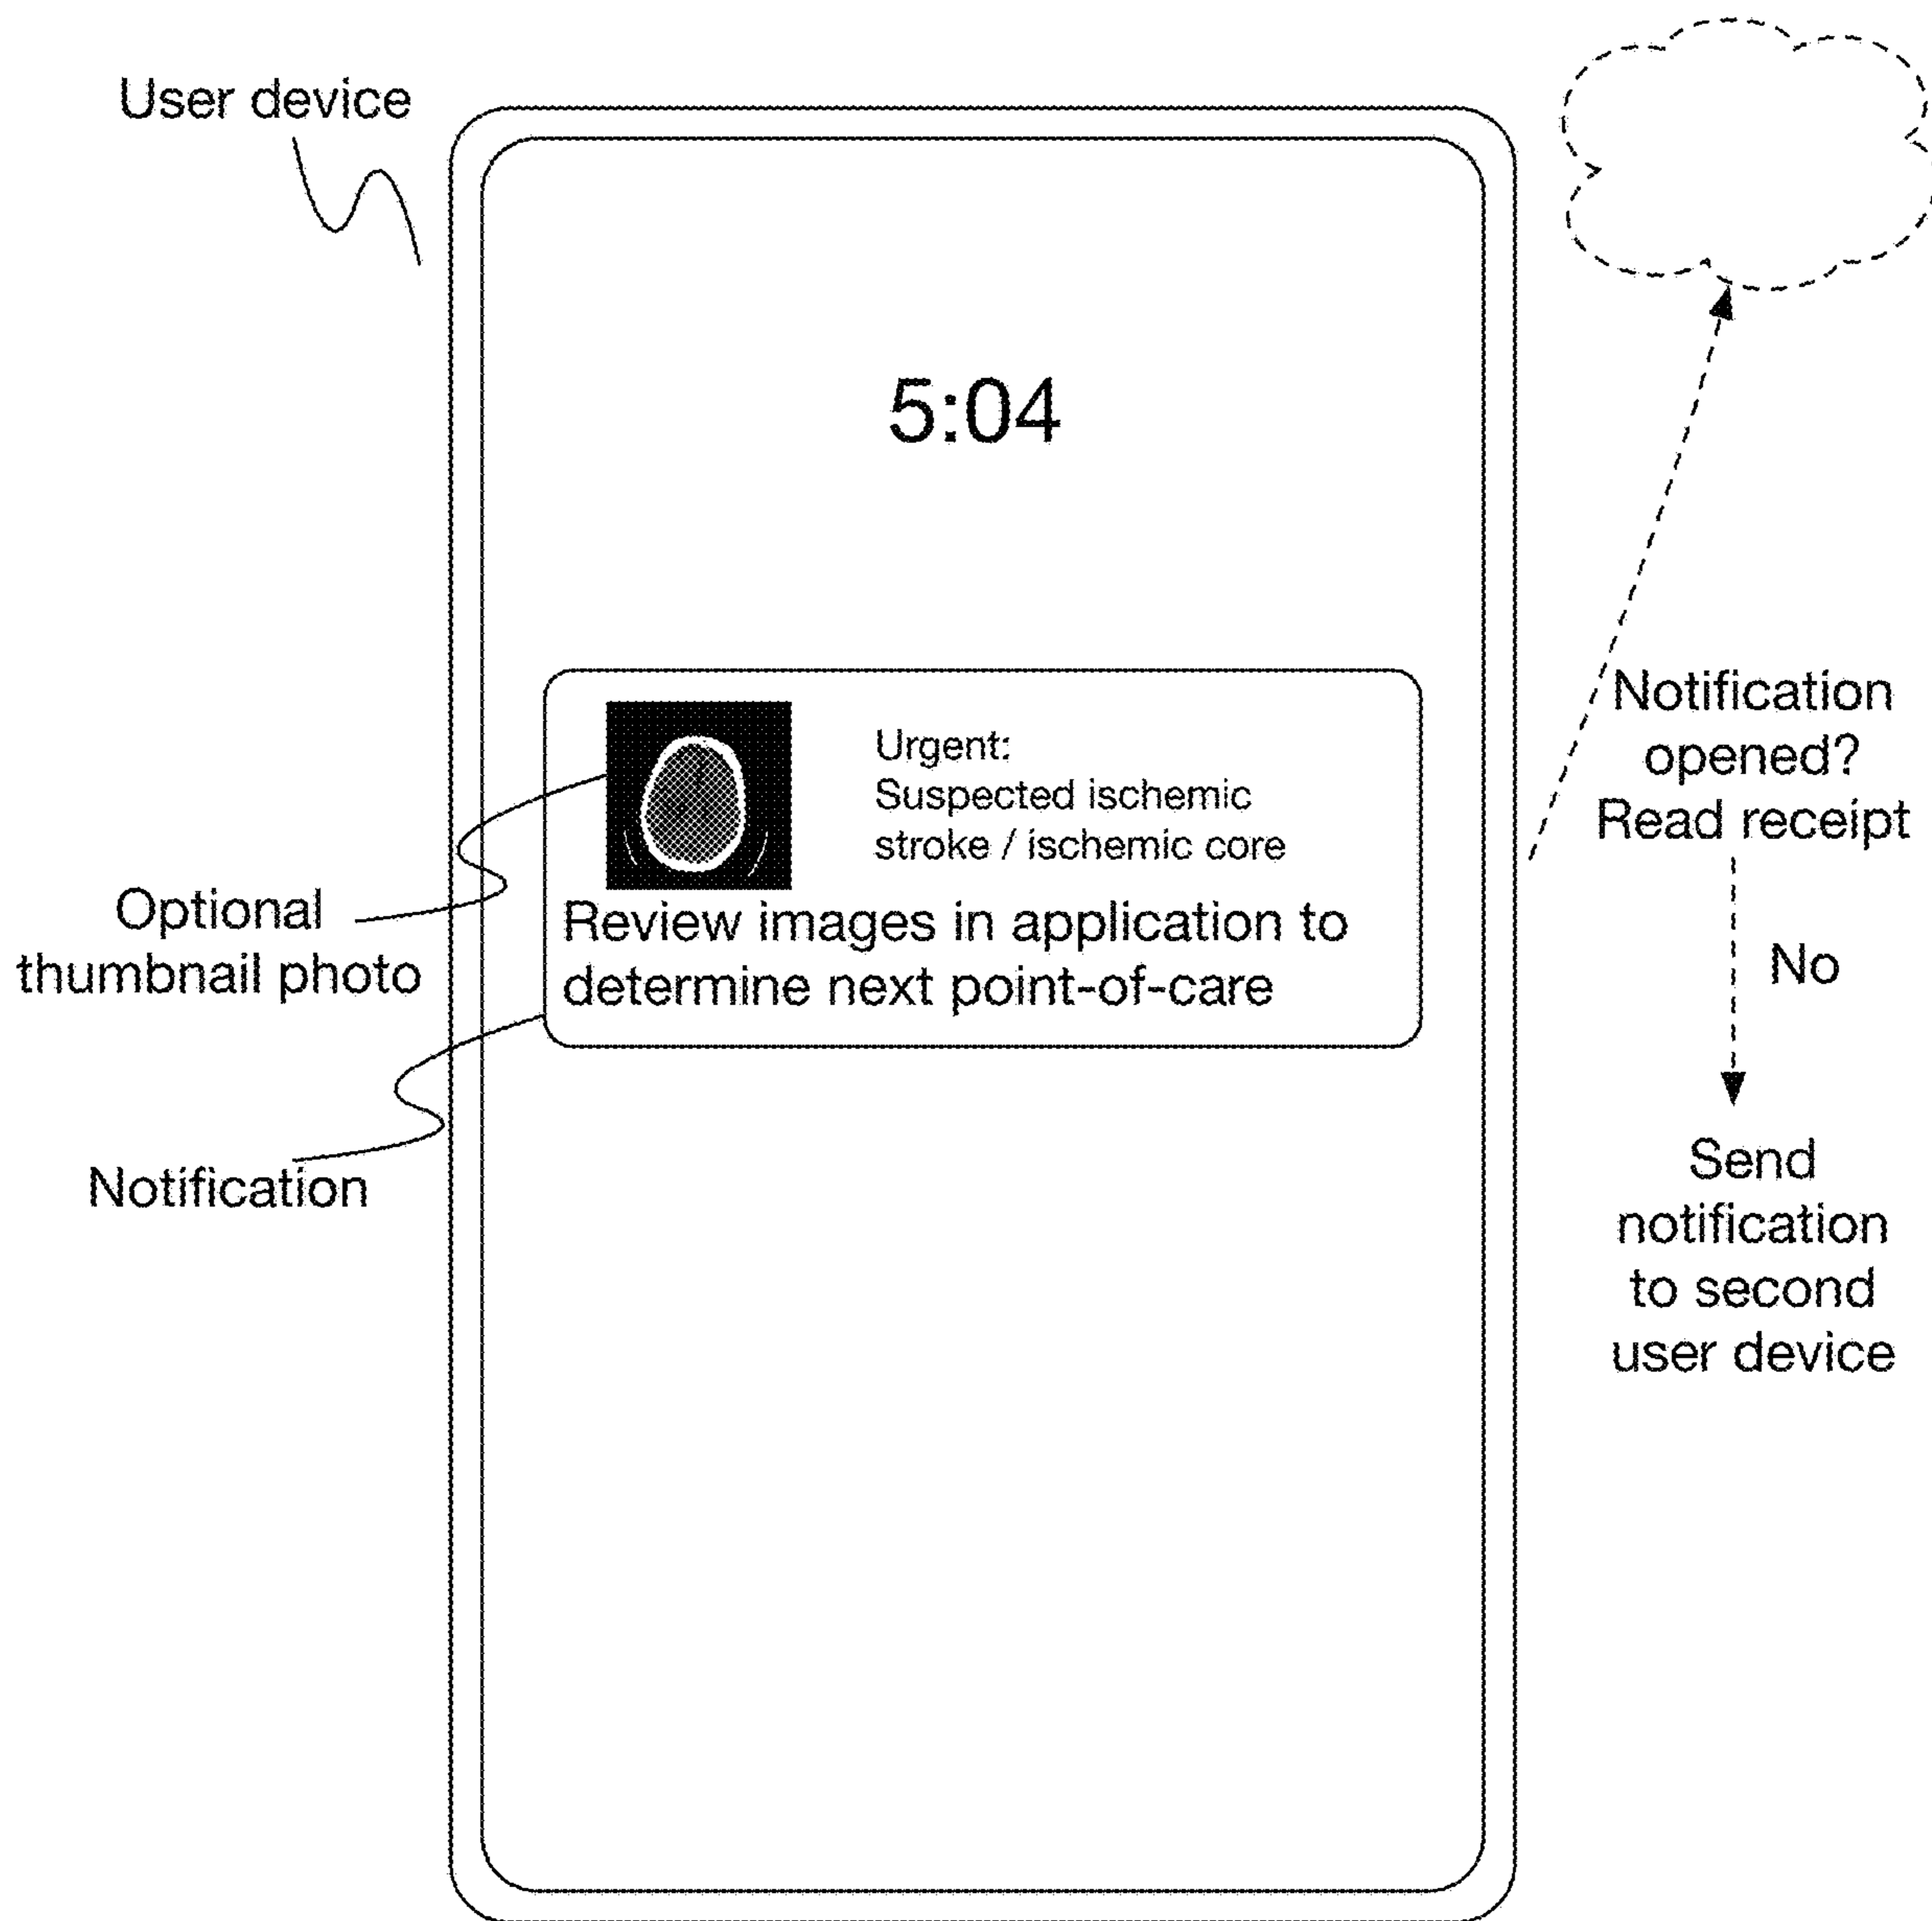 User device
5:04
Urgent:
Suspected ischemic
stroke / ischemic core
Review images in application to
determine next point-of-care
Optional
thumbnail photo
Notification
Notification
opened?
Read receipt
No
Send
notification
to second
user device